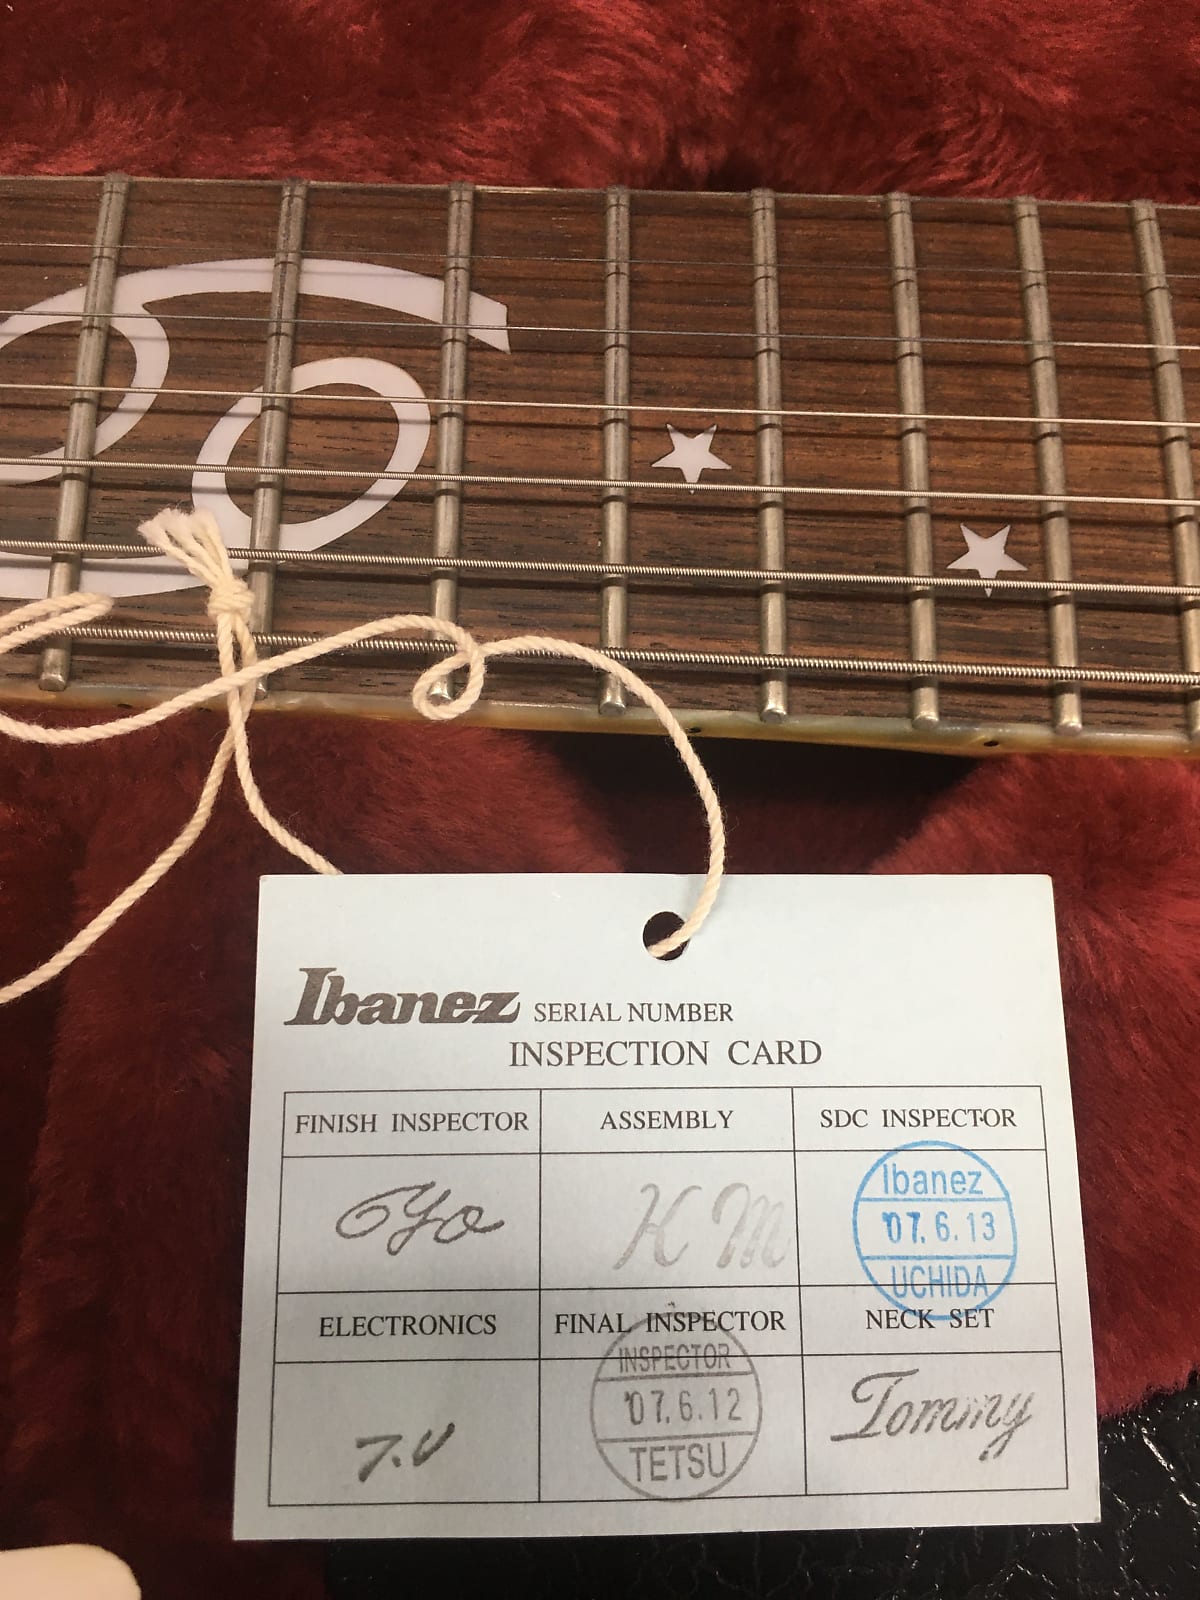 Ibanez SERIAL NUMBER
INSPECTION CARD
FINISH INSPECTOR ASSEMBLY SDC INSPECTOR
Gyo K M Ibanez
'07.6.13
UCHIDA
ELECTRONICS FINAL INSPECTOR NECK SET
T.U INSPECTOR
'07.6.12
TETSU
Tommy